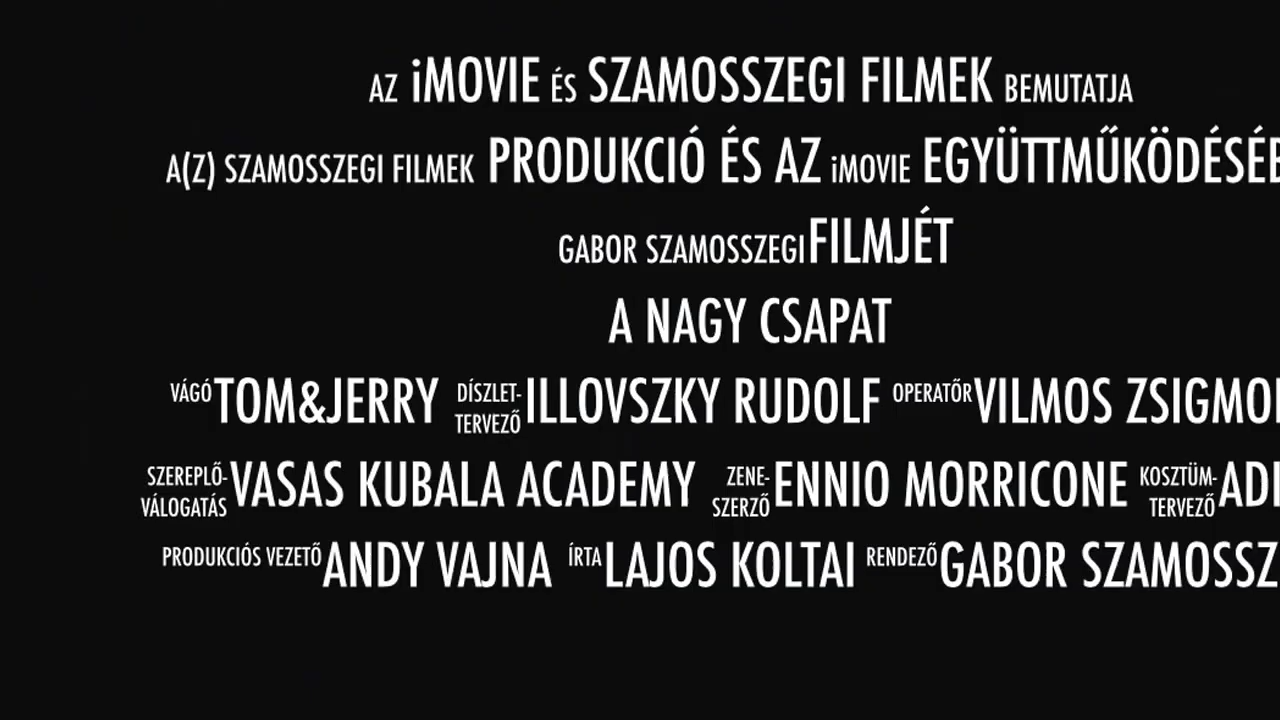 AZ iMOVIE ÉS SZAMOSSZEGI FILMEK BEMUTATJA
A(Z) SZAMOSSZEGI FILMEK PRODUKCIÓ ÉS AZ iMOVIE
GABOR SZAMOSSZEGI FILMJÉT
A NAGY CSAPAT
VÁGÓ TOM&JERRY DÍSZLET-TERVEZŐ ILLOVSZKY RUDOLF OPERATŐR VILMOS
SZEREPLŐ-VÁLOGATÁS VASAS KUBALA ACADEMY ZENE-SZERZŐ ENNIO MORRICONE KOSZTÜM-TERVEZŐ
PRODUKCIÓS VEZETŐ ANDY VAJNA ÍRTA LAJOS KOLTAI RENDEZŐ GABOR